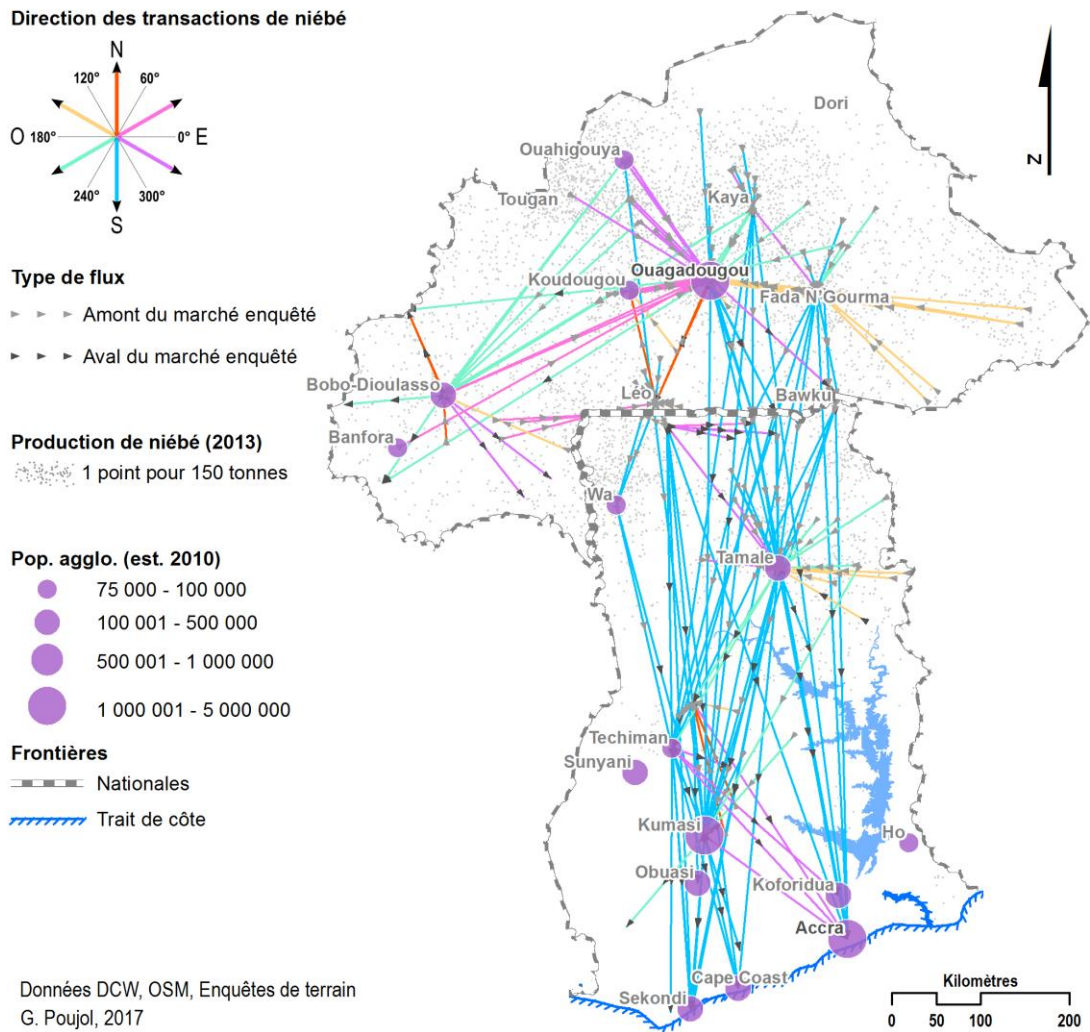 Direction des transactions de niébé
N
120°
60°
O
180°
0°
E
240°
300°
S
Type de flux
Amont du marché enquêté
Aval du marché enquêté
Production de niébé (2013)
1 point pour 150 tonnes
Pop. agglo. (est. 2010)
75 000 - 100 000
100 001 - 500 000
500 001 - 1 000 000
1 000 001 - 5 000 000
Frontières
Nationales
Trait de côte
Données DCW, OSM, Enquêtes de terrain
G. Poujol, 2017
N
Dori
Ouahigouya
Tougan
Kaya
Ouagadougou
Koudougou
Fada N'Gourma
Bobo-Dioulasso
Léo
Bawku
Banfora
Wa
Tamale
Techiman
Sunyani
Kumasi
Ho
Obuasi
Koforidua
Accra
Cape Coast
Sekondi
Kilomètres
0 50 100 200